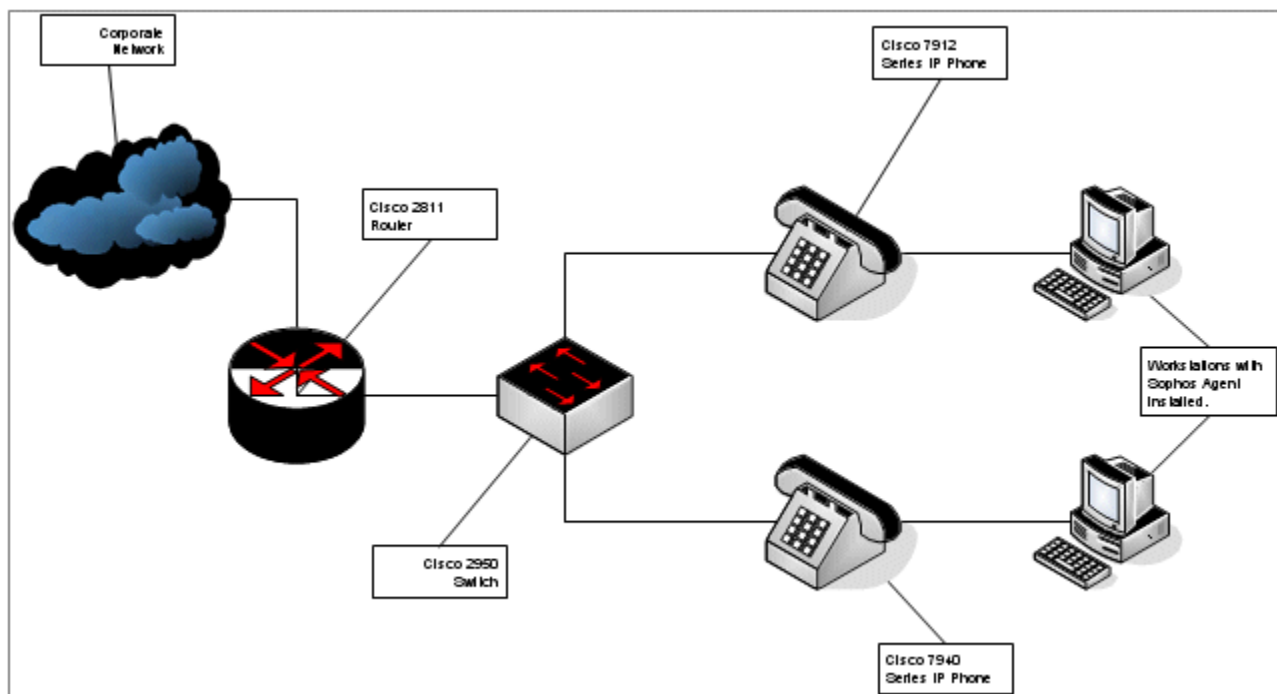 Corporate
Network
Cisco 7912
Series IP Phone
Cisco 2811
Router
Workstations with
Sophos Agent
Installed.
Cisco 2950
Switch
Cisco 7940
Series IP Phone